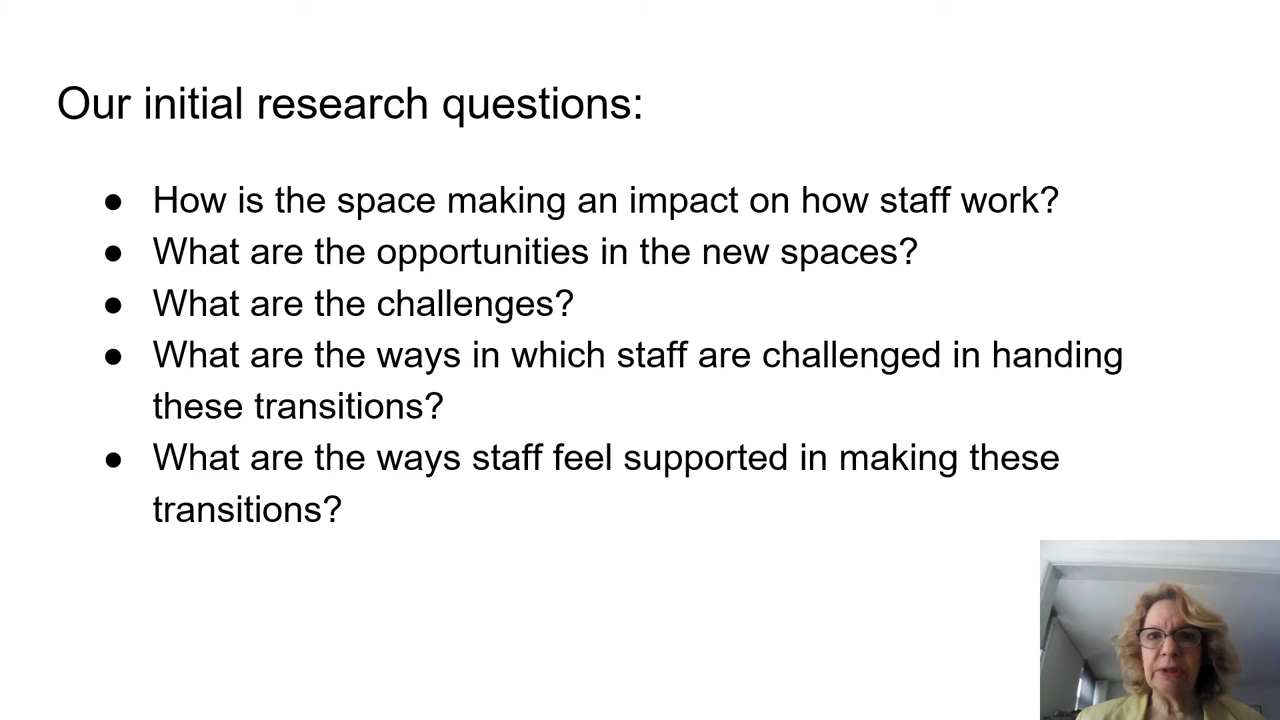 Our initial research questions:
● How is the space making an impact on how staff work?
● What are the opportunities in the new spaces?
● What are the challenges?
● What are the ways in which staff are challenged in handing
these transitions?
● What are the ways staff feel supported in making these
transitions?